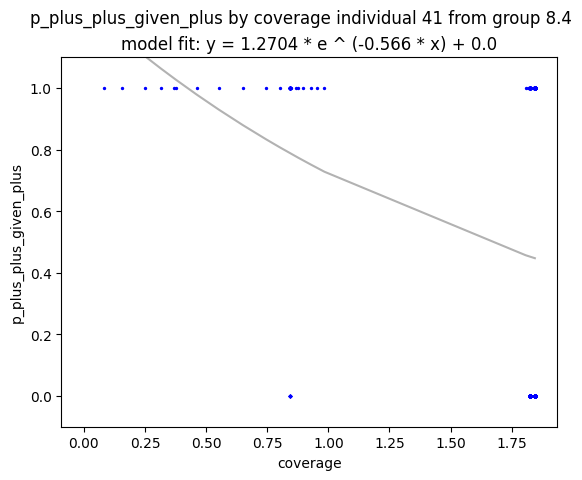 p_plus_plus_given_plus by coverage individual 41 from group 8.4
model fit: y = 1.2704 * e ^ (-0.566 * x) + 0.0
1.0
0.8
0.6
0.4
0.2
0.0
p_plus_plus_given_plus
0.00 0.25 0.50 0.75 1.00 1.25 1.50 1.75
coverage